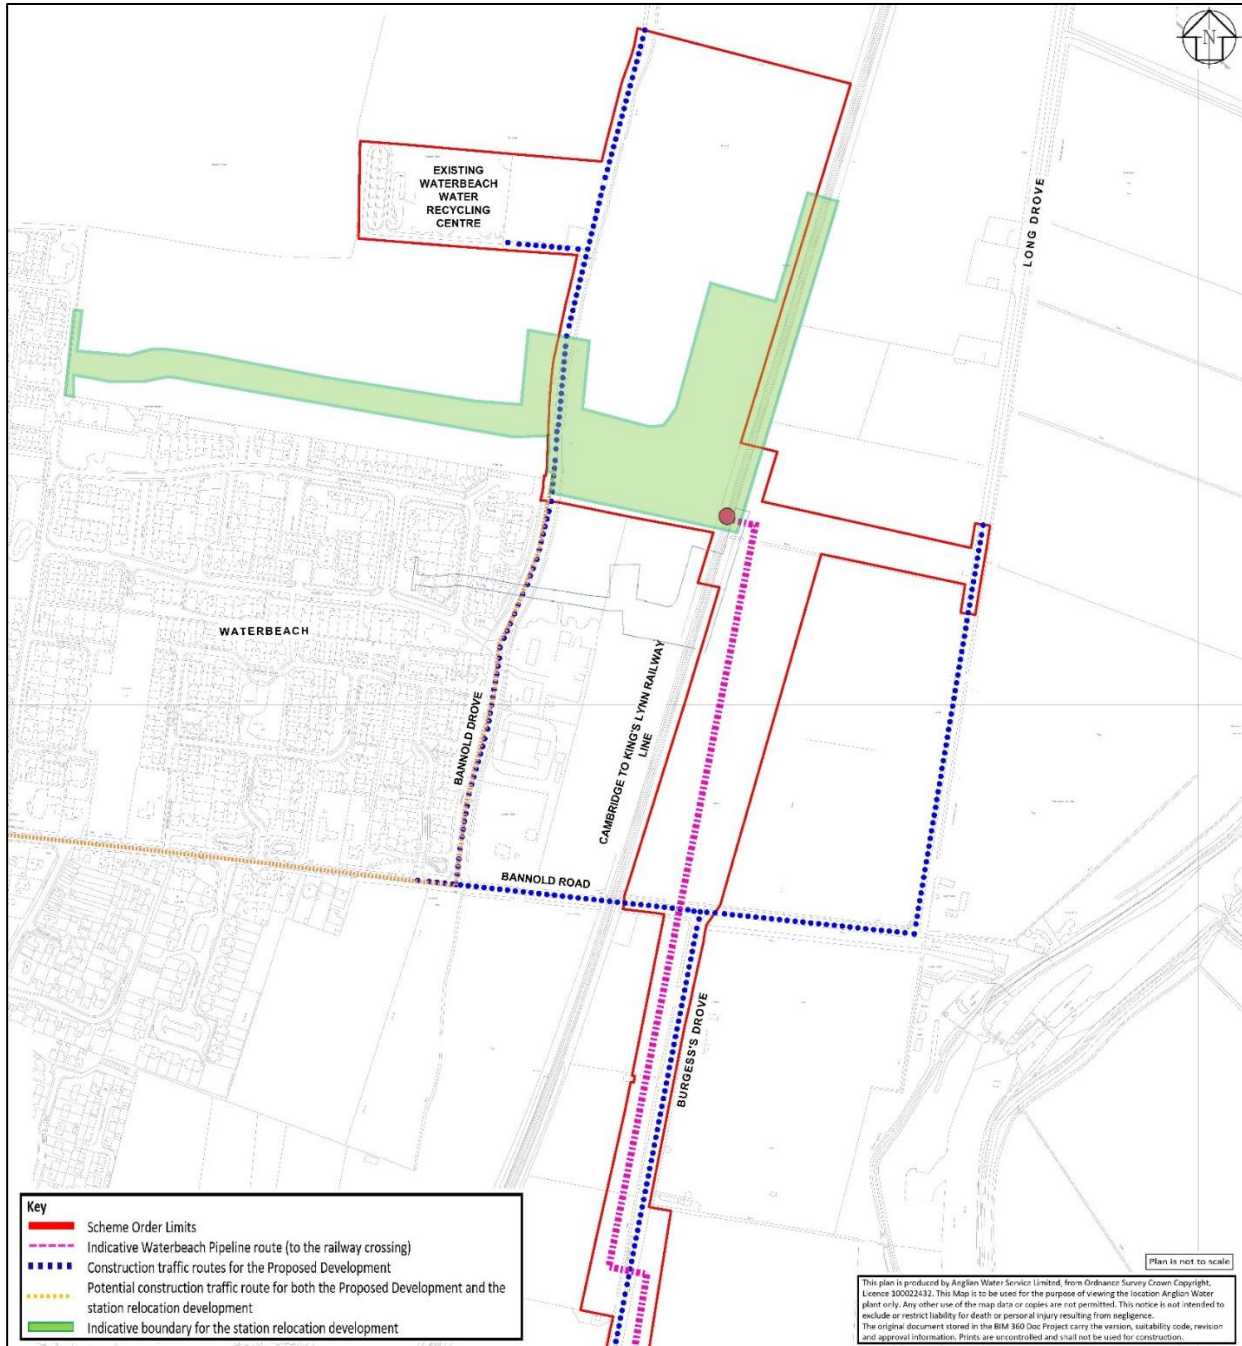 N
EXISTING
WATERBEACH
WATER
RECYCLING
CENTRE
LONG DROVE
WATERBEACH
BANNOLD DROVE
CAMBRIDGE TO KING'S LYNN RAILWAY
LINE
BANNOLD ROAD
BURGESS'S DROVE
Key
Scheme Order Limits
Indicative Waterbeach Pipeline route (to the railway crossing)
Construction traffic routes for the Proposed Development
Potential construction traffic route for both the Proposed Development and the
station relocation development
Indicative boundary for the station relocation development
Plan is not to scale
This plan is produced by Anglian Water Service Limited, from Ordnance Survey Crown Copyright,
Licence 100022432. This Map is to be used for the purpose of viewing the location Anglian Water
plant only. Any other use of the map data or copies are not permitted. This notice is not intended to
exclude or restrict liability for death or personal injury resulting from negligence.
The original document stored in the BIM 360 Doc Project carry the version, suitability code, revision
and approval information. Prints are uncontrolled and shall not be used for construction.